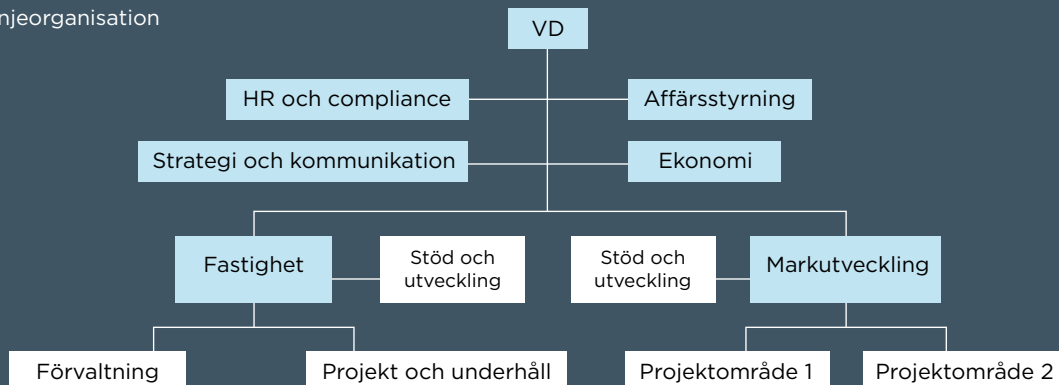 njeorganisation
VD
HR och compliance
Affärsstyrning
Strategi och kommunikation
Ekonomi
Fastighet
Stöd och
utveckling
Stöd och
utveckling
Markutveckling
Förvaltning
Projekt och underhåll
Projektområde 1
Projektområde 2